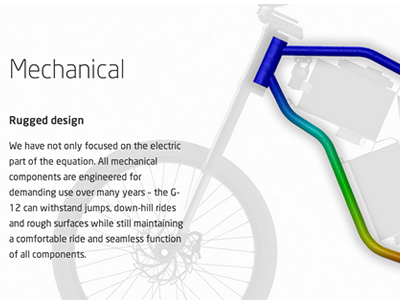 Mechanical
Rugged design
We have not only focused on the electric
part of the equation. All mechanical
components are engineered for
demanding use over many years – the G-
12 can withstand jumps, down-hill rides
and rough surfaces while still maintaining
a comfortable ride and seamless function
of all components.